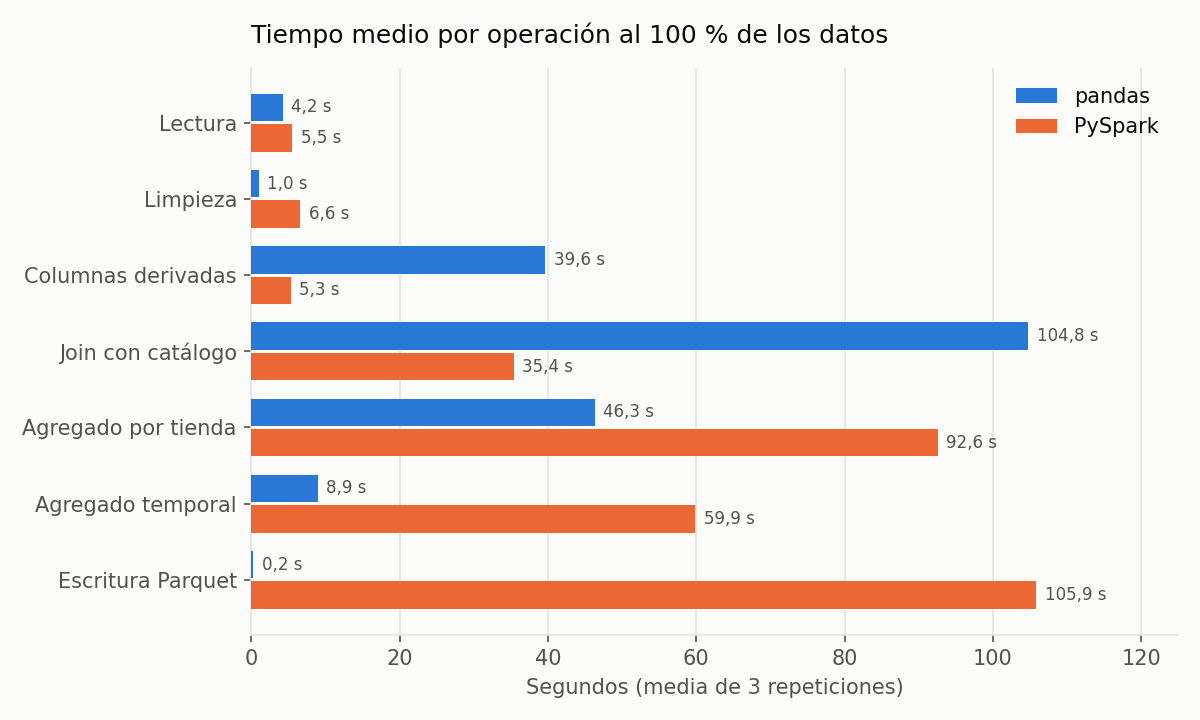 Tiempo medio por operación al 100 % de los datos
pandas
PySpark
Lectura
4,2 s
5,5 s
Limpieza
1,0 s
6,6 s
Columnas derivadas
39,6 s
5,3 s
Join con catálogo
104,8 s
35,4 s
Agregado por tienda
46,3 s
92,6 s
Agregado temporal
8,9 s
59,9 s
Escritura Parquet
0,2 s
105,9 s
0 20 40 60 80 100 120
Segundos (media de 3 repeticiones)